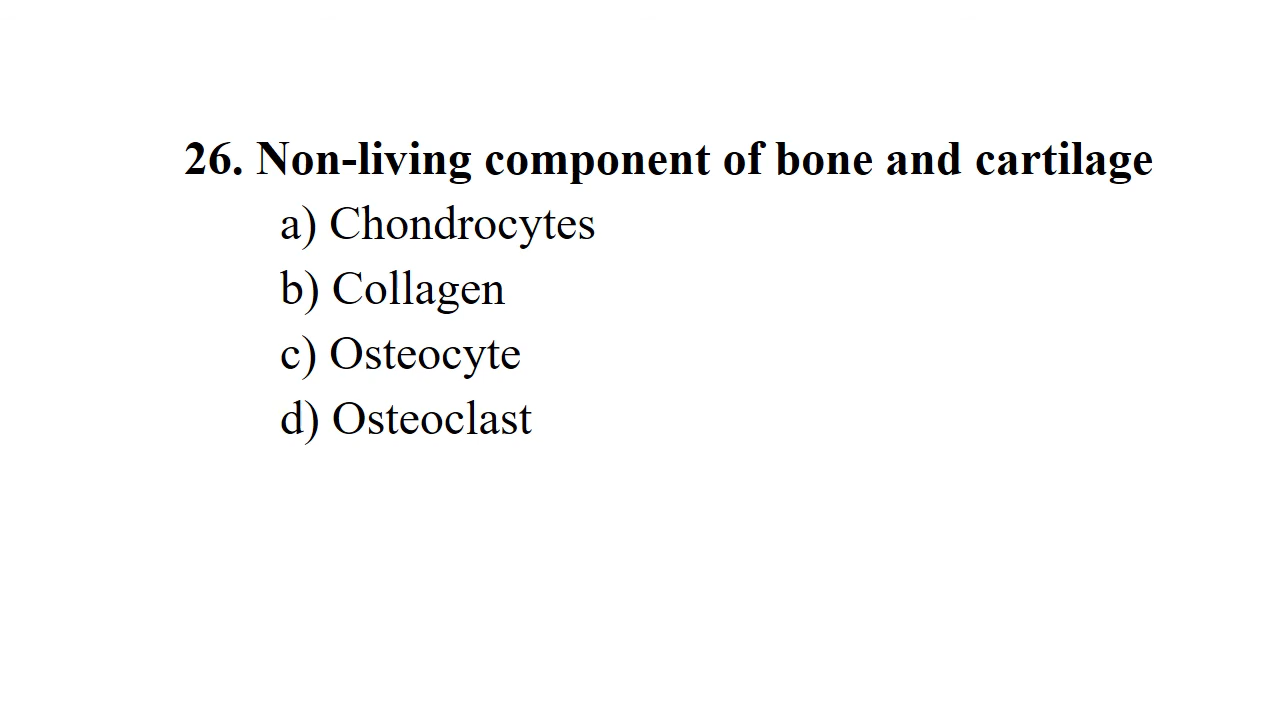 26. Non-living component of bone and cartilage
a) Chondrocytes
b) Collagen
c) Osteocyte
d) Osteoclast